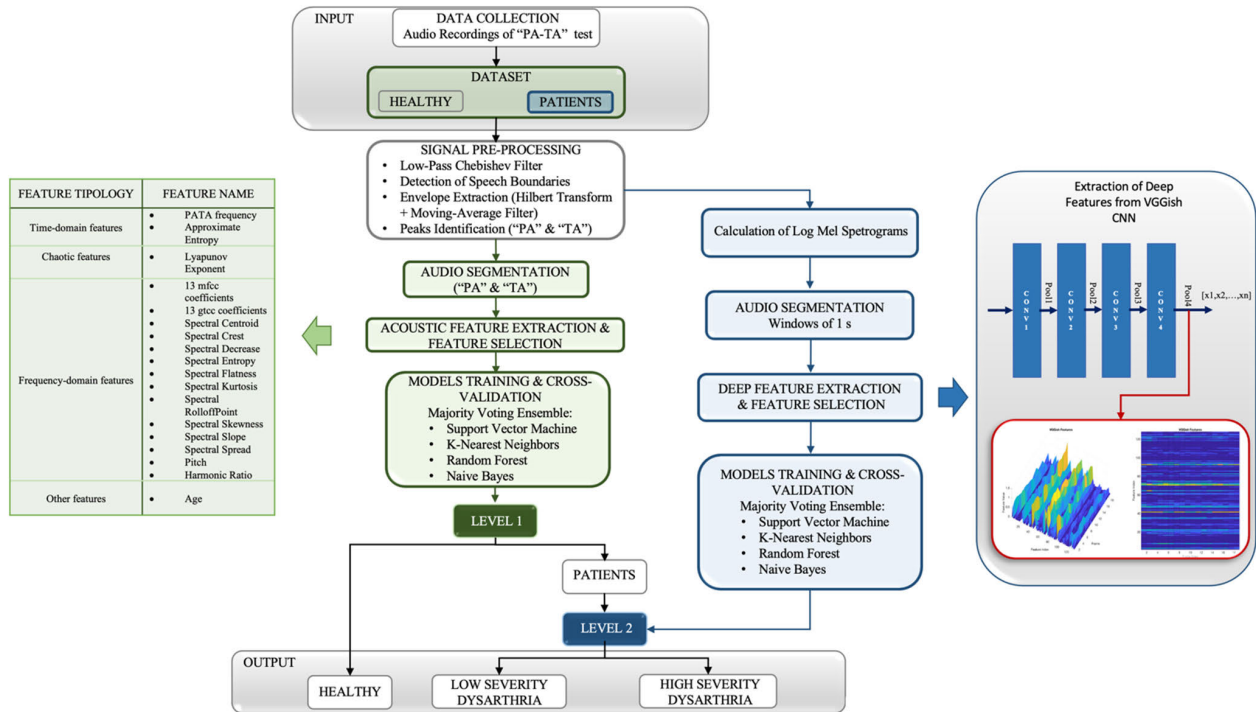 INPUT
DATA COLLECTION
Audio Recordings of “PA-TA” test
DATASET
HEALTHY
PATIENTS
SIGNAL PRE-PROCESSING
• Low-Pass Chebishev Filter
• Detection of Speech Boundaries
• Envelope Extraction (Hilbert Transform
+ Moving-Average Filter)
• Peaks Identification (“PA” & “TA”)
AUDIO SEGMENTATION
(“PA” & “TA”)
ACOUSTIC FEATURE EXTRACTION &
FEATURE SELECTION
MODELS TRAINING & CROSS-
VALIDATION
Majority Voting Ensemble:
• Support Vector Machine
• K-Nearest Neighbors
• Random Forest
• Naive Bayes
LEVEL 1
PATIENTS
LEVEL 2
OUTPUT
HEALTHY
LOW SEVERITY
DYSARTHRIA
HIGH SEVERITY
DYSARTHRIA
FEATURE TIPOLOGY
FEATURE NAME
Time-domain features
• PATA frequency
• Approximate
Entropy
Chaotic features
• Lyapunov
Exponent
Frequency-domain features
• 13 mfcc
coefficients
• 13 gtcc coefficients
• Spectral Centroid
• Spectral Crest
• Spectral Decrease
• Spectral Entropy
• Spectral Flatness
• Spectral Kurtosis
• Spectral
RolloffPoint
• Spectral Skewness
• Spectral Slope
• Spectral Spread
• Pitch
• Harmonic Ratio
Other features
• Age
Calculation of Log Mel Spetrograms
AUDIO SEGMENTATION
Windows of 1 s
DEEP FEATURE EXTRACTION
& FEATURE SELECTION
MODELS TRAINING & CROSS-
VALIDATION
Majority Voting Ensemble:
• Support Vector Machine
• K-Nearest Neighbors
• Random Forest
• Naive Bayes
Extraction of Deep
Features from VGGish
CNN
CONV1
Pool1
CONV2
Pool2
CONV3
Pool3
CONV4
Pool4
[x1,x2,…,xn]
VGGish Features
VGGish Features